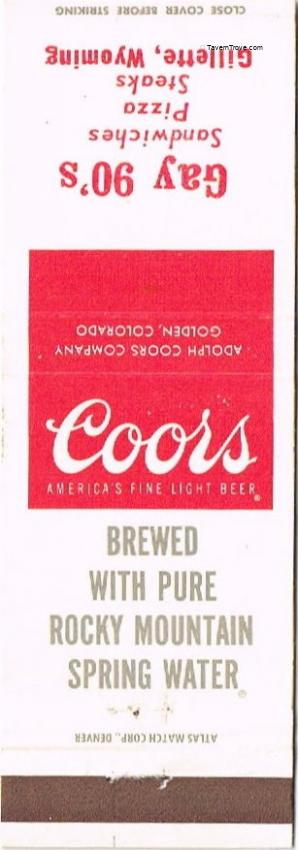 CLOSE COVER BEFORE STRIKING
TavernTrove.com
Gay 90's
Sandwiches
Pizza
Steaks
Gillette, Wyoming
ADOLPH COORS COMPANY
GOLDEN, COLORADO
Coors
AMERICA'S FINE LIGHT BEER®
BREWED
WITH PURE
ROCKY MOUNTAIN
SPRING WATER®
ATLAS MATCH CORP., DENVER